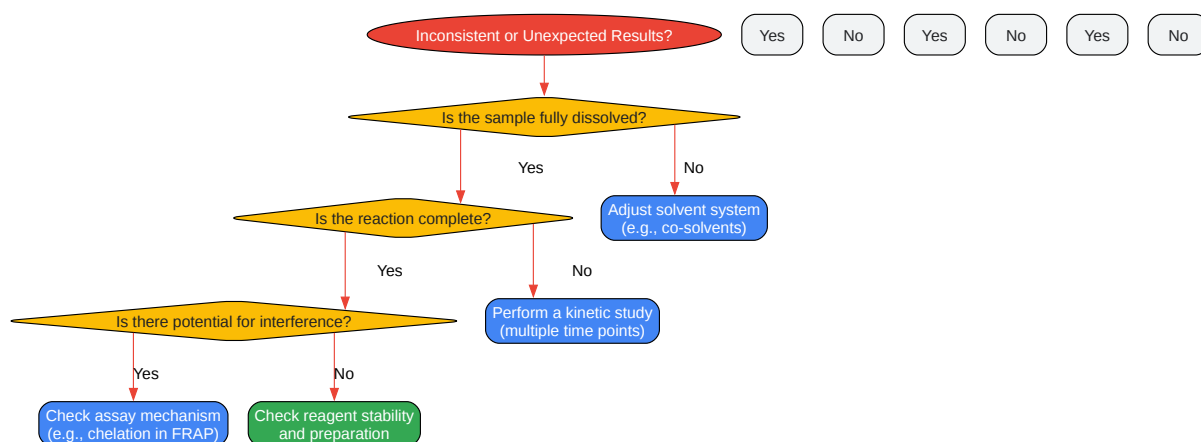 Inconsistent or Unexpected Results?
Yes
No
Yes
No
Yes
No
Is the sample fully dissolved?
Yes
No
Is the reaction complete?
Adjust solvent system
(e.g., co-solvents)
Yes
No
Is there potential for interference?
Perform a kinetic study
(multiple time points)
Yes
No
Check assay mechanism
(e.g., chelation in FRAP)
Check reagent stability
and preparation